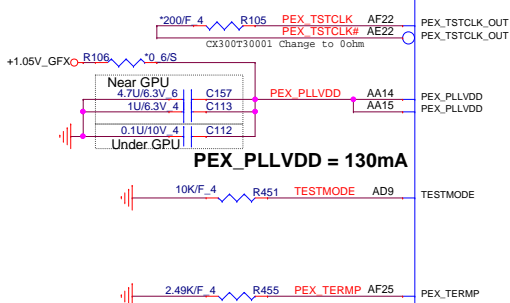 *200/F_4 R105 PEX_TSTCLK AF22 PEX_TSTCLK_OUT
PEX_TSTCLK# AE22 PEX_TSTCLK_OUT
CX300T30001 Change to 0ohm
+1.05V_GFX R106 *0_6/S
Near GPU
4.7U/6.3V_6 C157 PEX_PLLVDD AA14 PEX_PLLVDD
1U/6.3V_4 C113 AA15 PEX_PLLVDD
0.1U/10V_4 C112
Under GPU
PEX_PLLVDD = 130mA
10K/F_4 R451 TESTMODE AD9 TESTMODE
2.49K/F_4 R455 PEX_TERMP AF25 PEX_TERMP